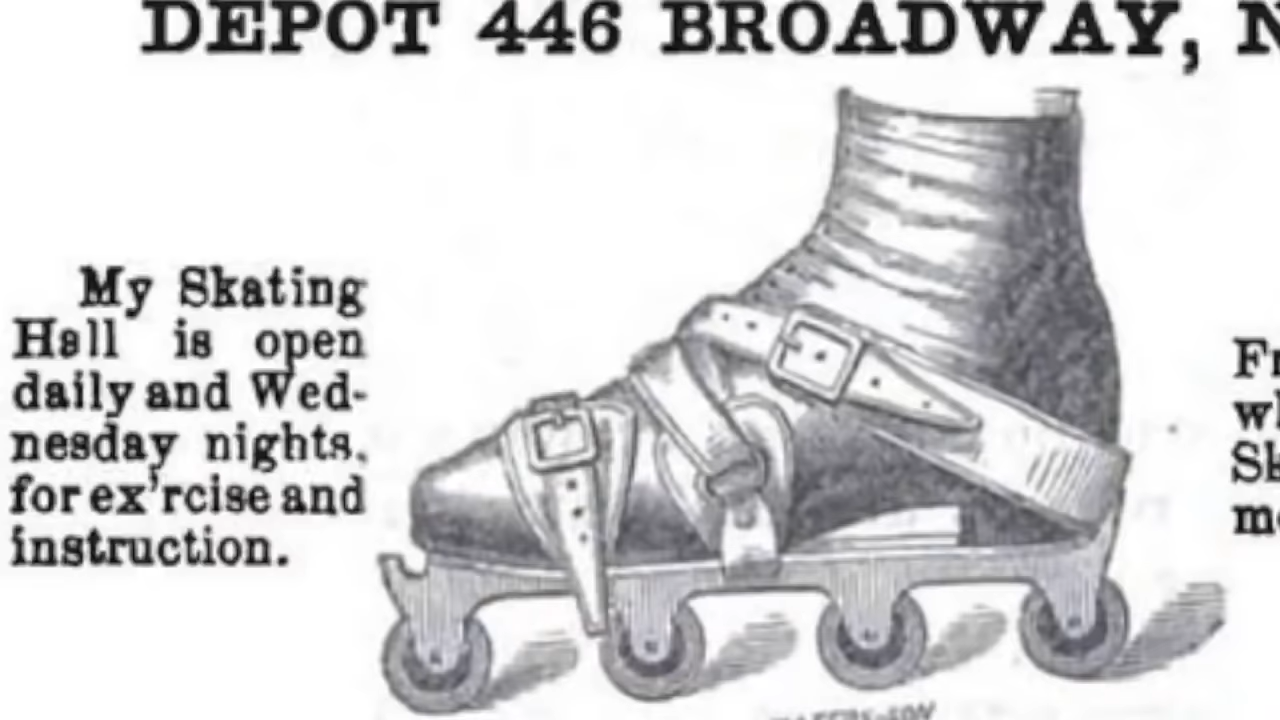 DEPOT 446 BROADWAY, N
My Skating
Hall is open
daily and Wed-
nesday nights.
for ex'rcise and
instruction.
Fr
wh
Sk
mo